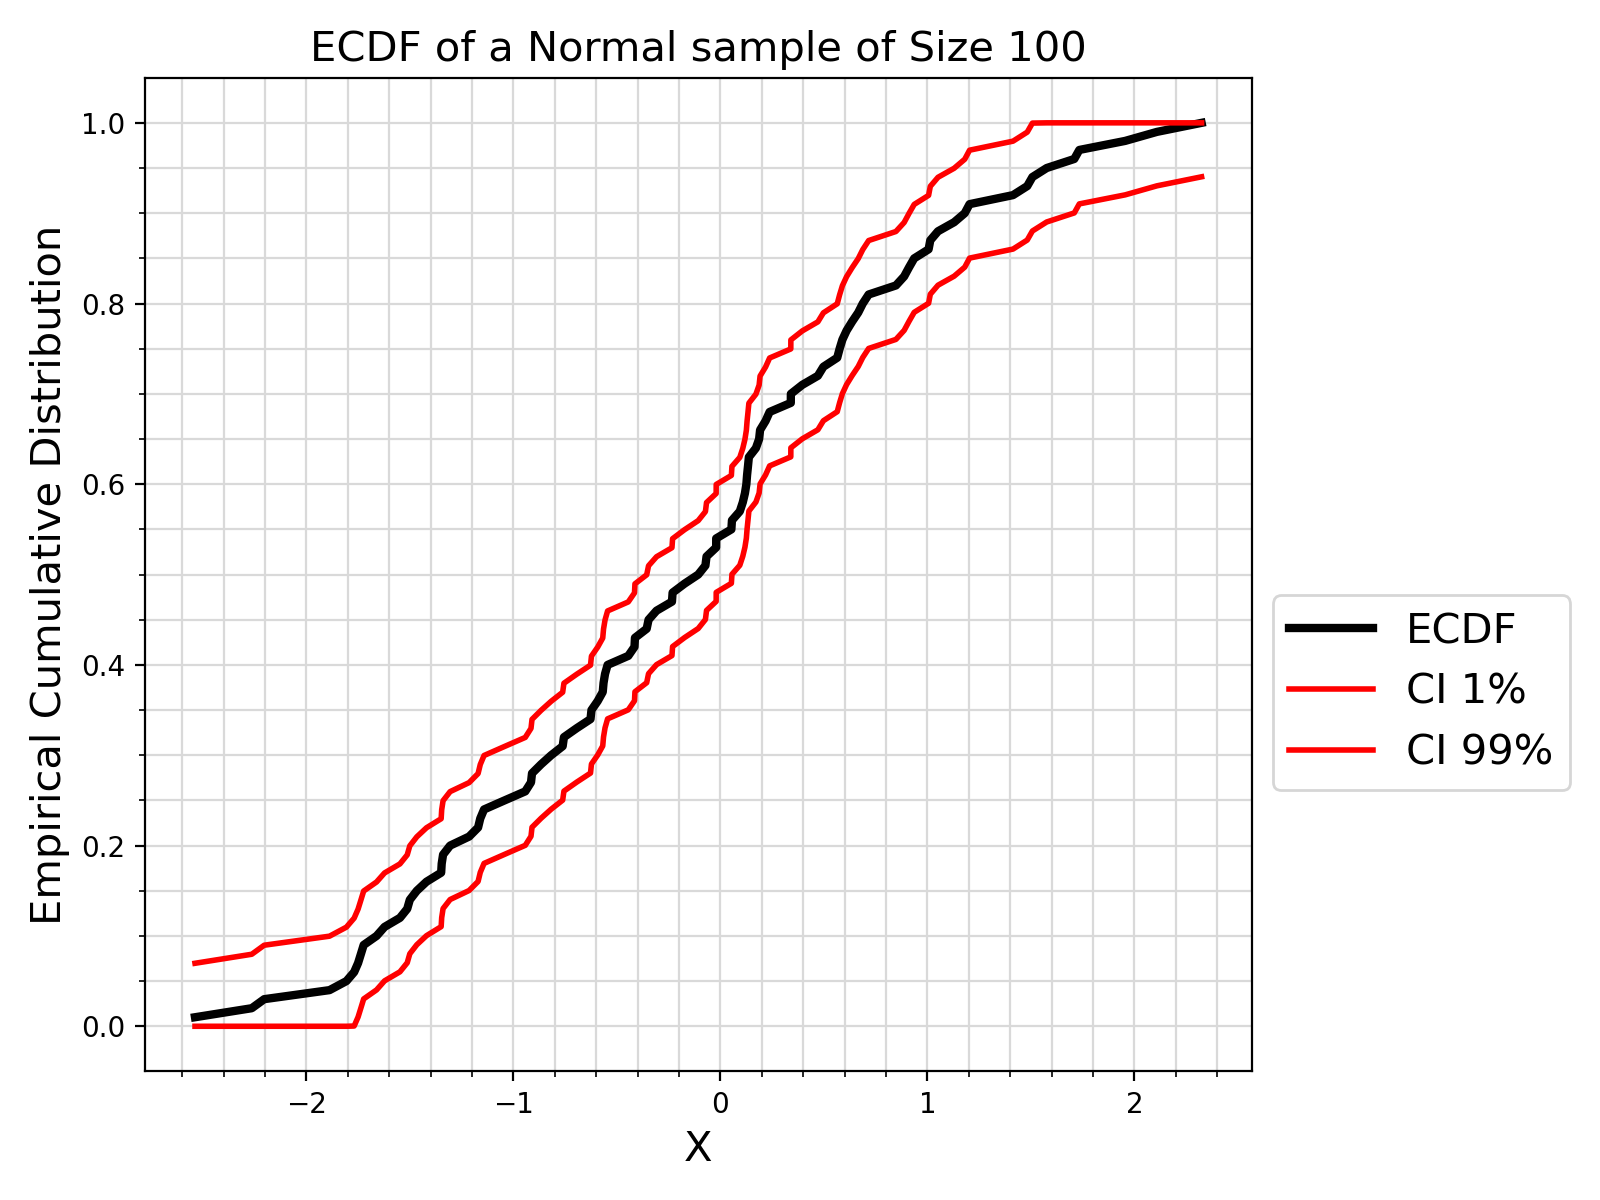 ECDF of a Normal sample of Size 100
Empirical Cumulative Distribution
1.0
0.8
0.6
0.4
0.2
0.0
−2
−1
0
1
2
X
ECDF
CI 1%
CI 99%